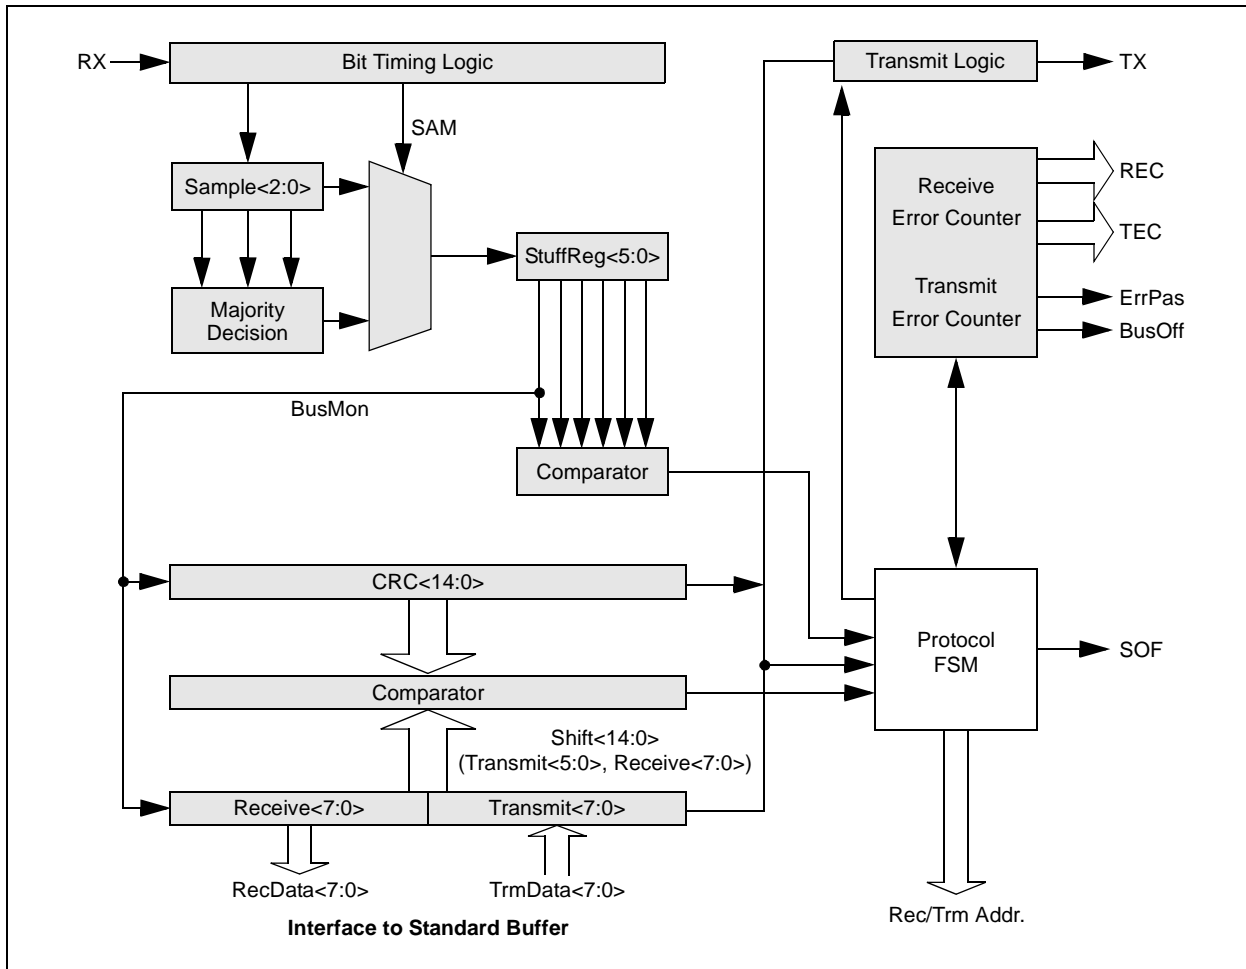 RX
Bit Timing Logic
Transmit Logic
TX
SAM
Sample<2:0>
Receive
Error Counter
REC
TEC
StuffReg<5:0>
Majority
Decision
Transmit
Error Counter
ErrPas
BusOff
BusMon
Comparator
CRC<14:0>
Protocol
FSM
SOF
Comparator
Shift<14:0>
(Transmit<5:0>, Receive<7:0>)
Receive<7:0>
Transmit<7:0>
RecData<7:0>
TrmData<7:0>
Rec/Trm Addr.
Interface to Standard Buffer